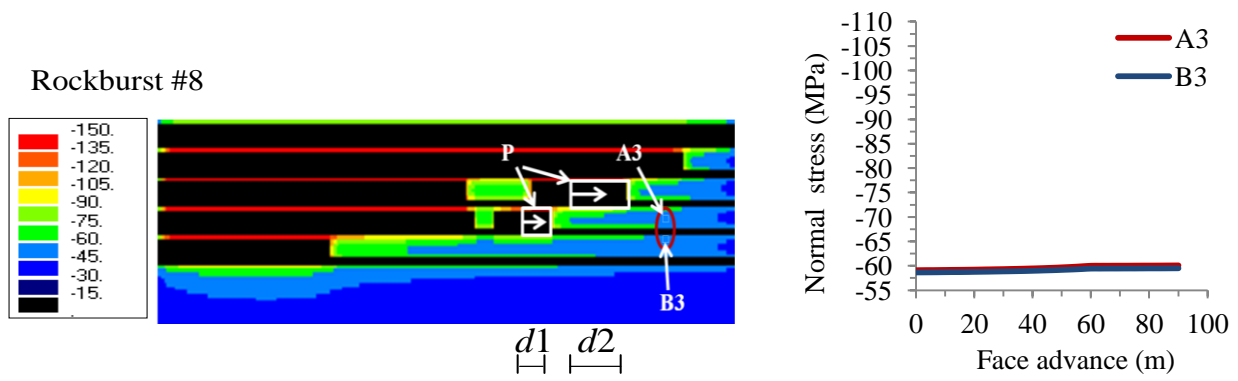 Rockburst #8
-150.
-135.
-120.
-105.
-90.
-75.
-60.
-45.
-30.
-15.
.
P
A3
B3
d1
d2
Normal stress (MPa)
-110
-105
-100
-95
-90
-85
-80
-75
-70
-65
-60
-55
A3
B3
0
20
40
60
80
100
Face advance (m)